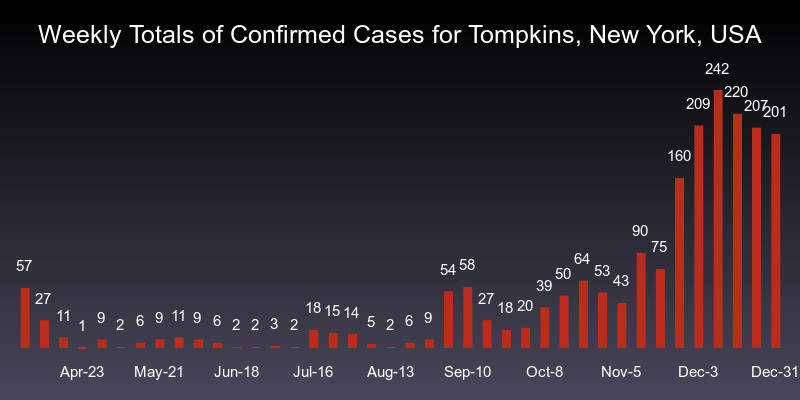 Weekly Totals of Confirmed Cases for Tompkins, New York, USA
57 27 11 1 9 2 6 9 11 9 6 2 2 3 2 18 15 14 5 2 6 9 54 58 27 18 20 39 50 64 53 43 90 75 160 209 242 220 207 201
Apr-23 May-21 Jun-18 Jul-16 Aug-13 Sep-10 Oct-8 Nov-5 Dec-3 Dec-31